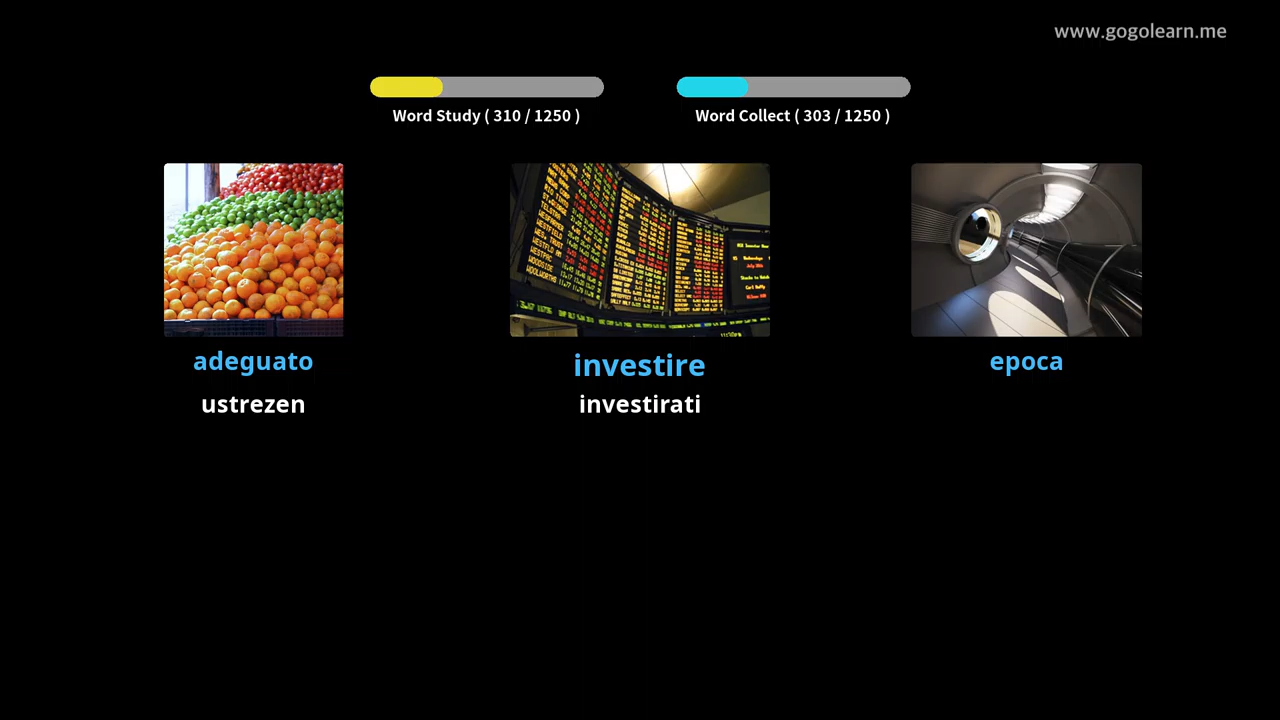 www.gogolearn.me
Word Study ( 310 / 1250 )
Word Collect ( 303 / 1250 )
adeguato
investire
epoca
ustrezen
investirati